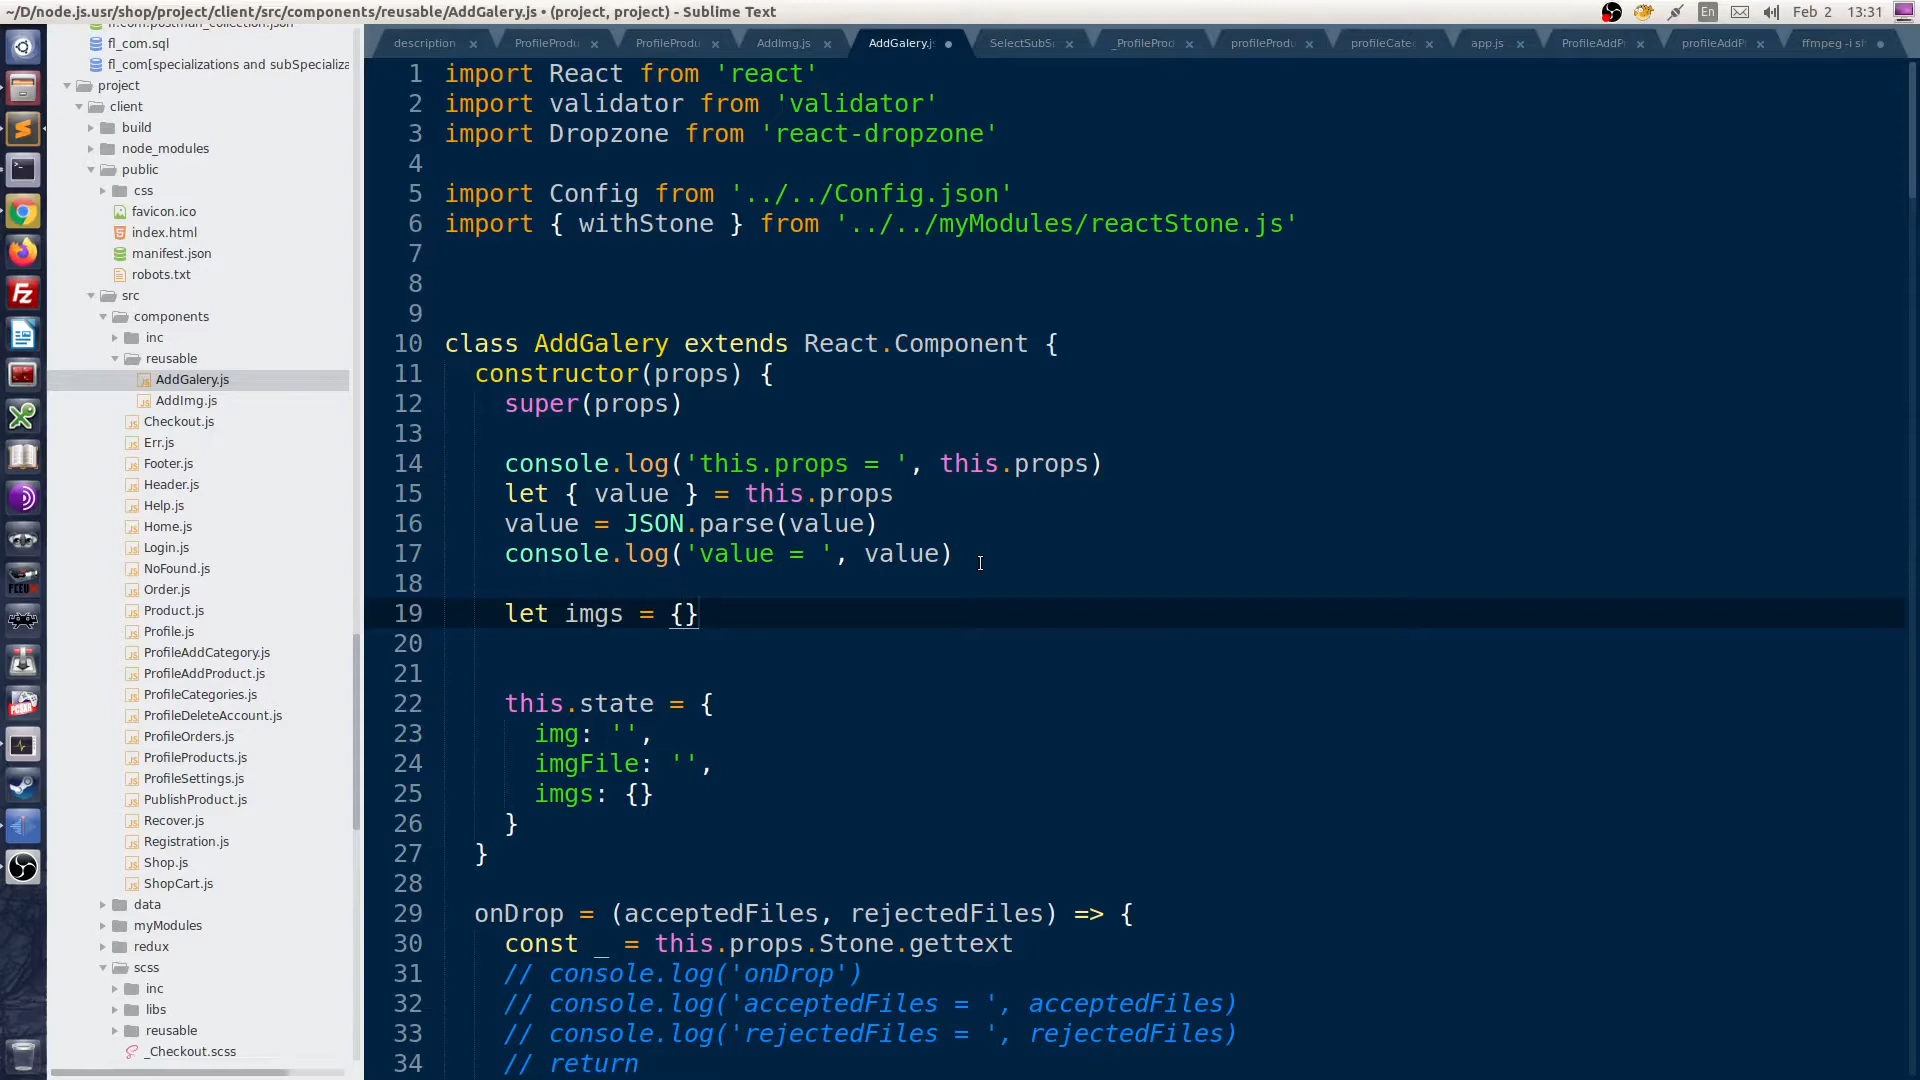 ~/D/node.js.usr/shop/project/client/src/components/reusable/AddGalery.js • (project, project) - Sublime Text
En
Feb 2
13:31
fl_com.sql
fl_com[specializations and subSpecializa
project
client
build
node_modules
public
css
favicon.ico
index.html
manifest.json
robots.txt
src
components
inc
reusable
AddGalery.js
AddImg.js
Checkout.js
Err.js
Footer.js
Header.js
Help.js
Home.js
Login.js
NoFound.js
Order.js
Product.js
Profile.js
ProfileAddCategory.js
ProfileAddProduct.js
ProfileCategories.js
ProfileDeleteAccount.js
ProfileOrders.js
ProfileProducts.js
ProfileSettings.js
PublishProduct.js
Recover.js
Registration.js
Shop.js
ShopCart.js
data
myModules
redux
scss
inc
libs
reusable
_Checkout.scss
description
ProfileProdu
ProfileProdu
AddImg.js
AddGalery.j
SelectSubS
_ProfileProd
profileProdu
profileCate
app.js
ProfileAddP
profileAddP
ffmpeg -i sl
1 import React from 'react'
2 import validator from 'validator'
3 import Dropzone from 'react-dropzone'
4
5 import Config from '../../Config.json'
6 import { withStone } from '../../myModules/reactStone.js'
7
8
9
10 class AddGalery extends React.Component {
11 constructor(props) {
12 super(props)
13
14 console.log('this.props = ', this.props)
15 let { value } = this.props
16 value = JSON.parse(value)
17 console.log('value = ', value)
18
19 let imgs = {}
20
21
22 this.state = {
23 img: '',
24 imgFile: '',
25 imgs: {}
26 }
27 }
28
29 onDrop = (acceptedFiles, rejectedFiles) => {
30 const _ = this.props.Stone.gettext
31 // console.log('onDrop')
32 // console.log('acceptedFiles = ', acceptedFiles)
33 // console.log('rejectedFiles = ', rejectedFiles)
34 // return